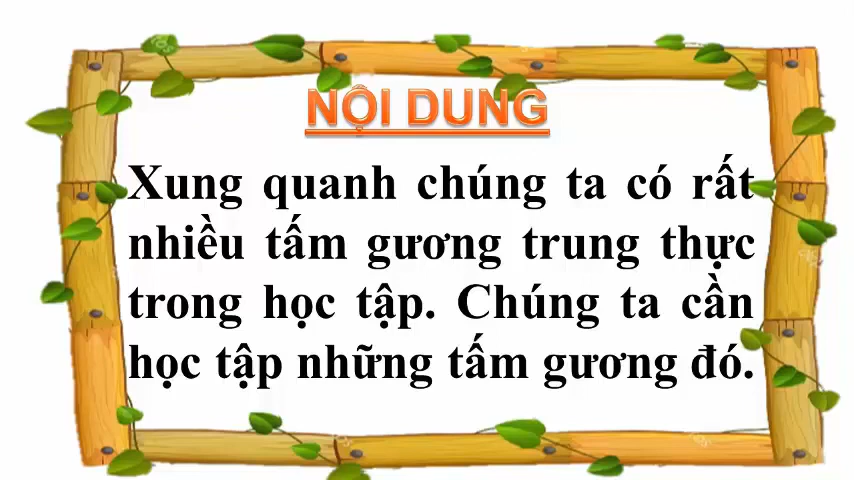 NỘI DUNG
Xung quanh chúng ta có rất
nhiều tấm gương trung thực
trong học tập. Chúng ta cần
học tập những tấm gương đó.